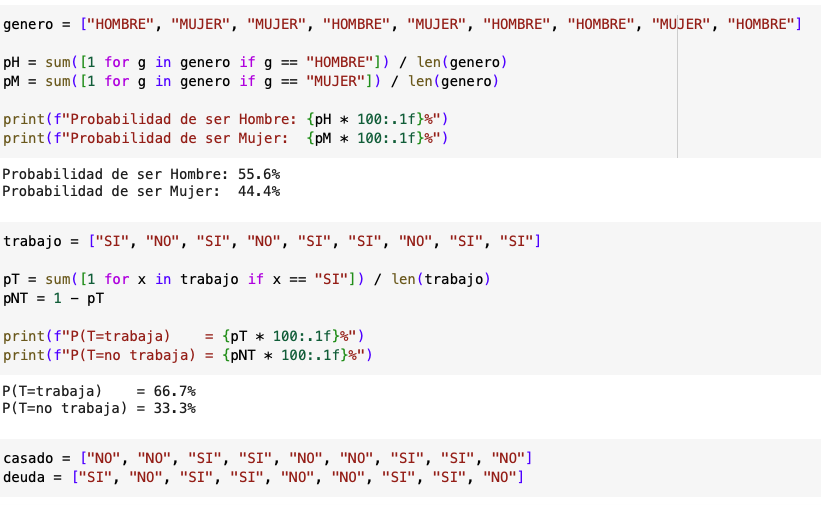 genero = ["HOMBRE", "MUJER", "MUJER", "HOMBRE", "MUJER", "HOMBRE", "HOMBRE", "MUJER", "HOMBRE"]
pH = sum([1 for g in genero if g == "HOMBRE"]) / len(genero)
pM = sum([1 for g in genero if g == "MUJER"]) / len(genero)
print(f"Probabilidad de ser Hombre: {pH * 100:.1f}%")
print(f"Probabilidad de ser Mujer:  {pM * 100:.1f}%")
Probabilidad de ser Hombre: 55.6%
Probabilidad de ser Mujer:  44.4%
trabajo = ["SI", "NO", "SI", "NO", "SI", "SI", "NO", "SI", "SI"]
pT = sum([1 for x in trabajo if x == "SI"]) / len(trabajo)
pNT = 1 - pT
print(f"P(T=trabaja)    = {pT * 100:.1f}%")
print(f"P(T=no trabaja) = {pNT * 100:.1f}%")
P(T=trabaja)    = 66.7%
P(T=no trabaja) = 33.3%
casado = ["NO", "NO", "SI", "SI", "NO", "NO", "SI", "SI", "NO"]
deuda = ["SI", "NO", "SI", "SI", "NO", "NO", "SI", "SI", "NO"]